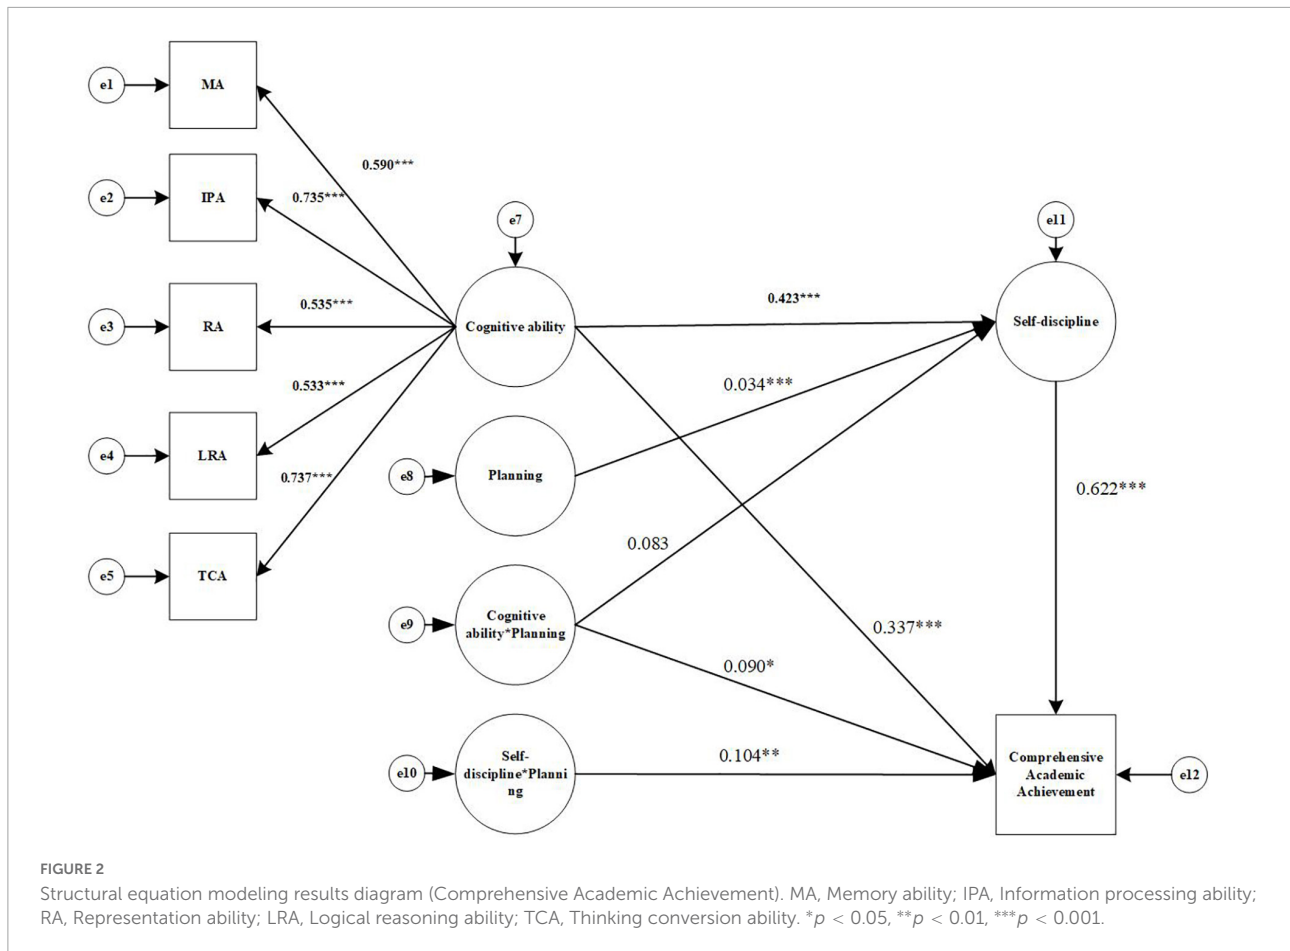 e1
MA
0.590***
e2
IPA
0.735***
e7
e11
e3
RA
0.535***
Cognitive ability
0.423***
Self-discipline
0.533***
0.034***
e4
LRA
0.737***
e8
Planning
0.622***
0.083
e5
TCA
e9
Cognitive
ability*Planning
0.337***
0.090*
e10
Self-
discipline*Planni
ng
0.104**
Comprehensive
Academic
Achievement
e12
FIGURE 2
Structural equation modeling results diagram (Comprehensive Academic Achievement). MA, Memory ability; IPA, Information processing ability;
RA, Representation ability; LRA, Logical reasoning ability; TCA, Thinking conversion ability. *p < 0.05, **p < 0.01, ***p < 0.001.